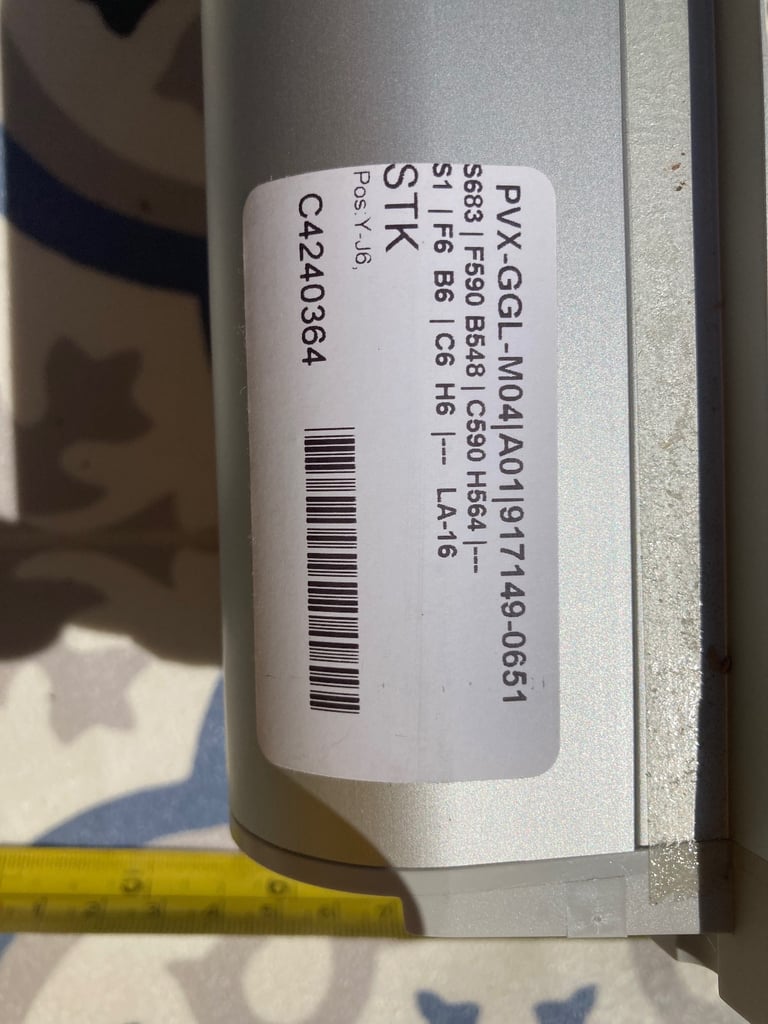 PVX-GGL-M04|A01|917149-0651
S683 | F590 B548 | C590 H564 |---
S1 | F6 B6 | C6 H6 |--- LA-16
STK
Pos:Y-J6,
C4240364